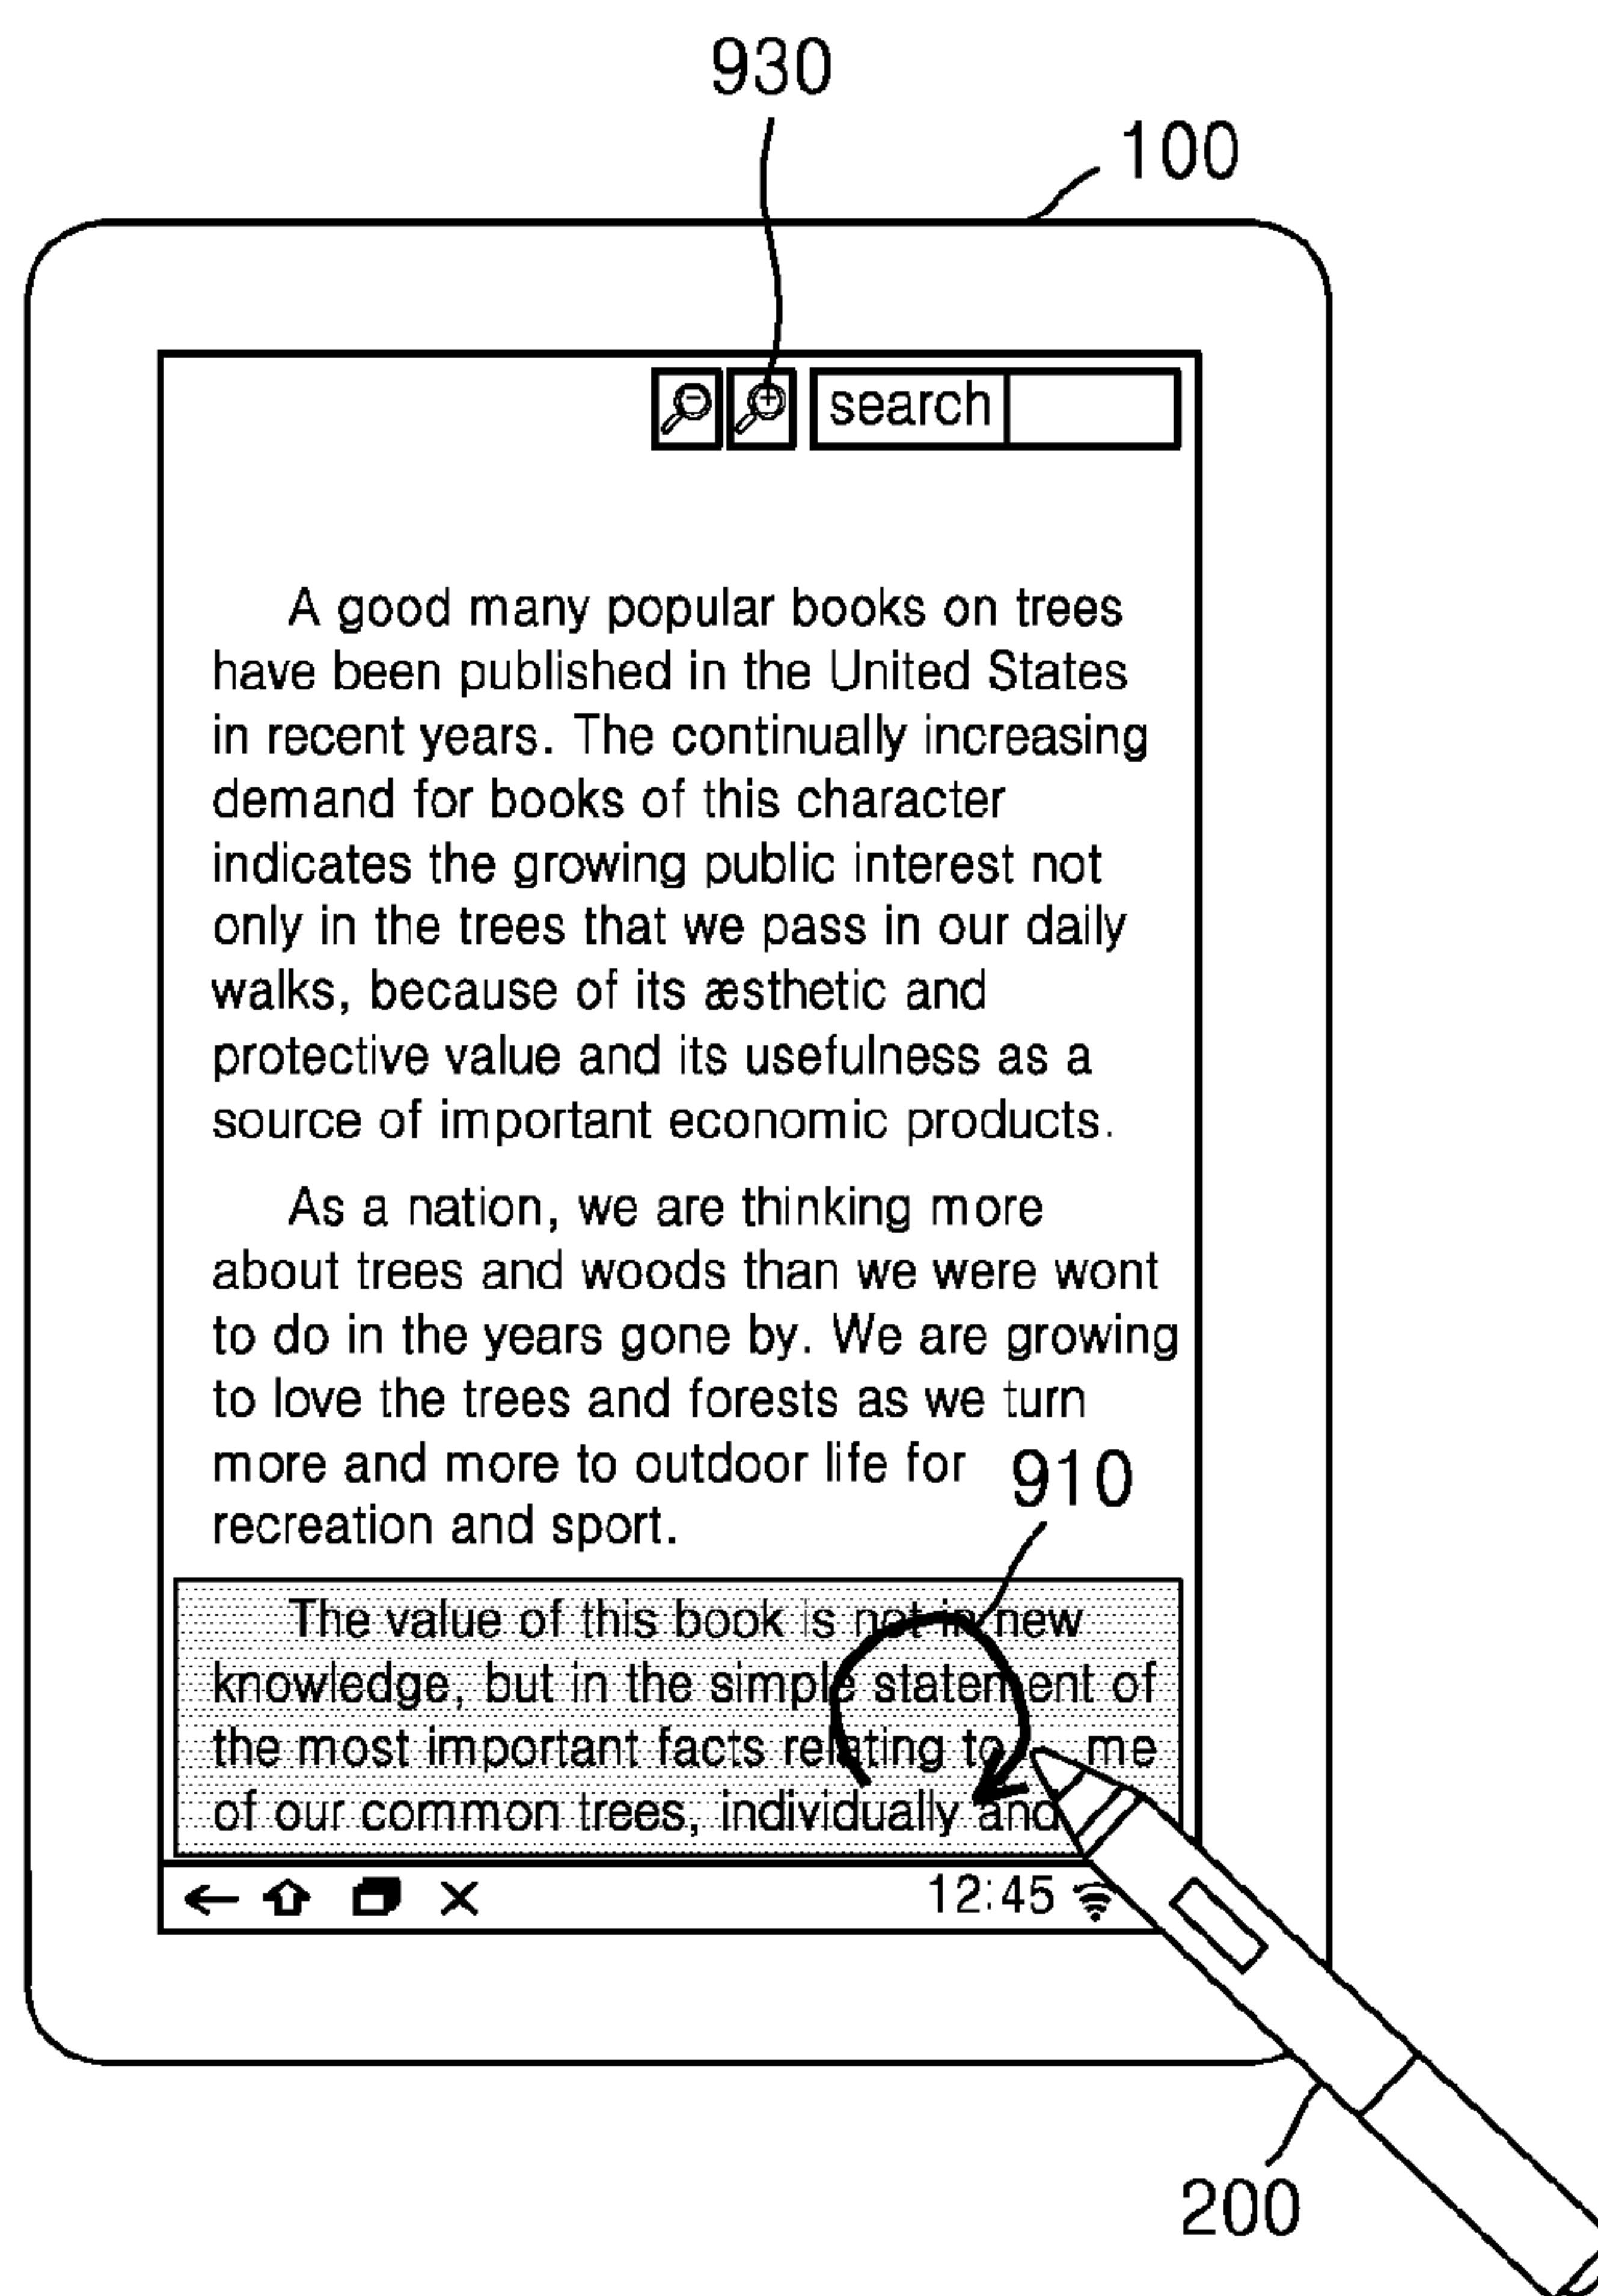 930
100
search
A good many popular books on trees
have been published in the United States
in recent years. The continually increasing
demand for books of this character
indicates the growing public interest not
only in the trees that we pass in our daily
walks, because of its æsthetic and
protective value and its usefulness as a
source of important economic products.
As a nation, we are thinking more
about trees and woods than we were wont
to do in the years gone by. We are growing
to love the trees and forests as we turn
more and more to outdoor life for
recreation and sport.
910
The value of this book is not in new
knowledge, but in the simple statement of
the most important facts relating to me
of our common trees, individually and
12:45
200